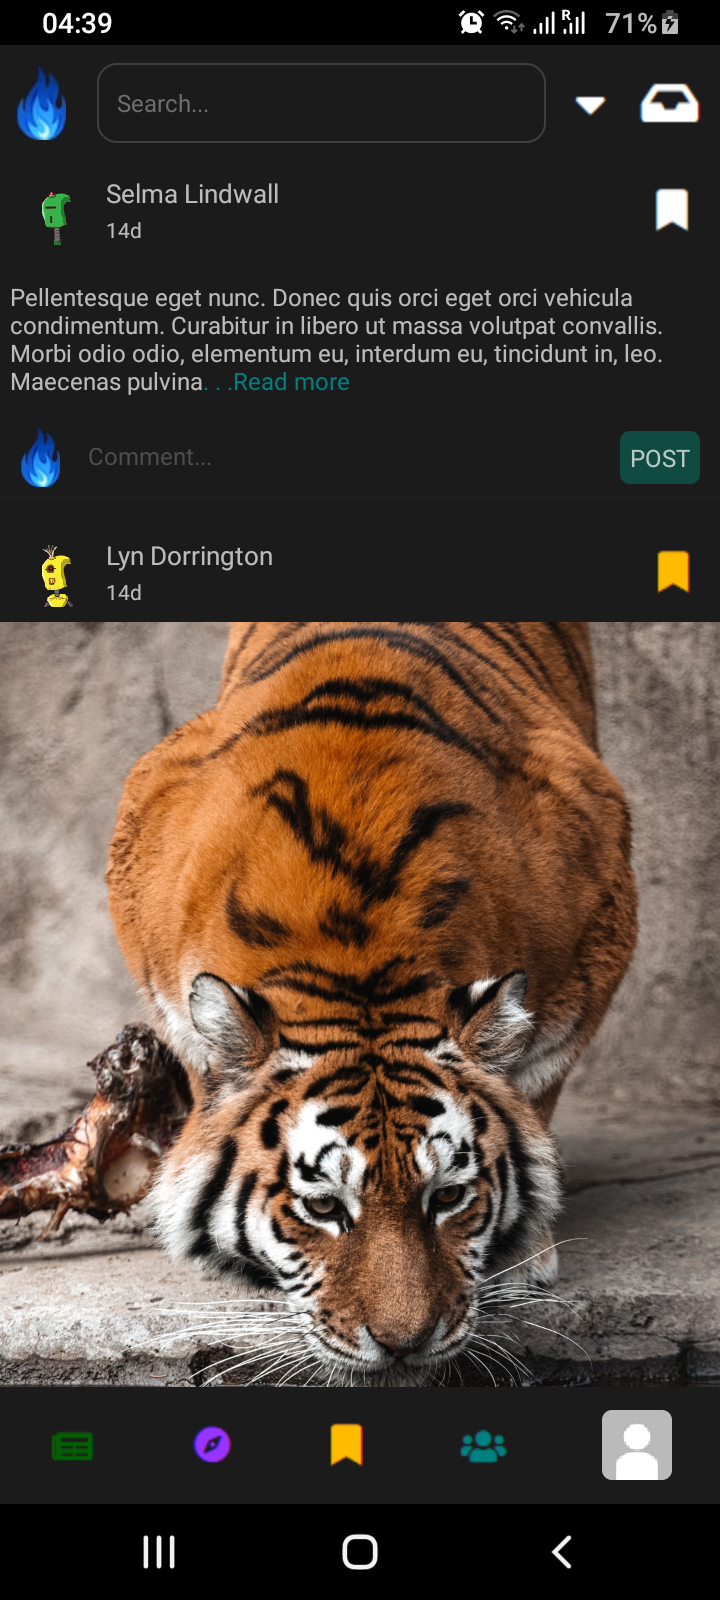 04:39
R
71%
Search...
Selma Lindwall
14d
Pellentesque eget nunc. Donec quis orci eget orci vehicula
condimentum. Curabitur in libero ut massa volutpat convallis.
Morbi odio odio, elementum eu, interdum eu, tincidunt in, leo.
Maecenas pulvina. . .Read more
Comment...
POST
Lyn Dorrington
14d